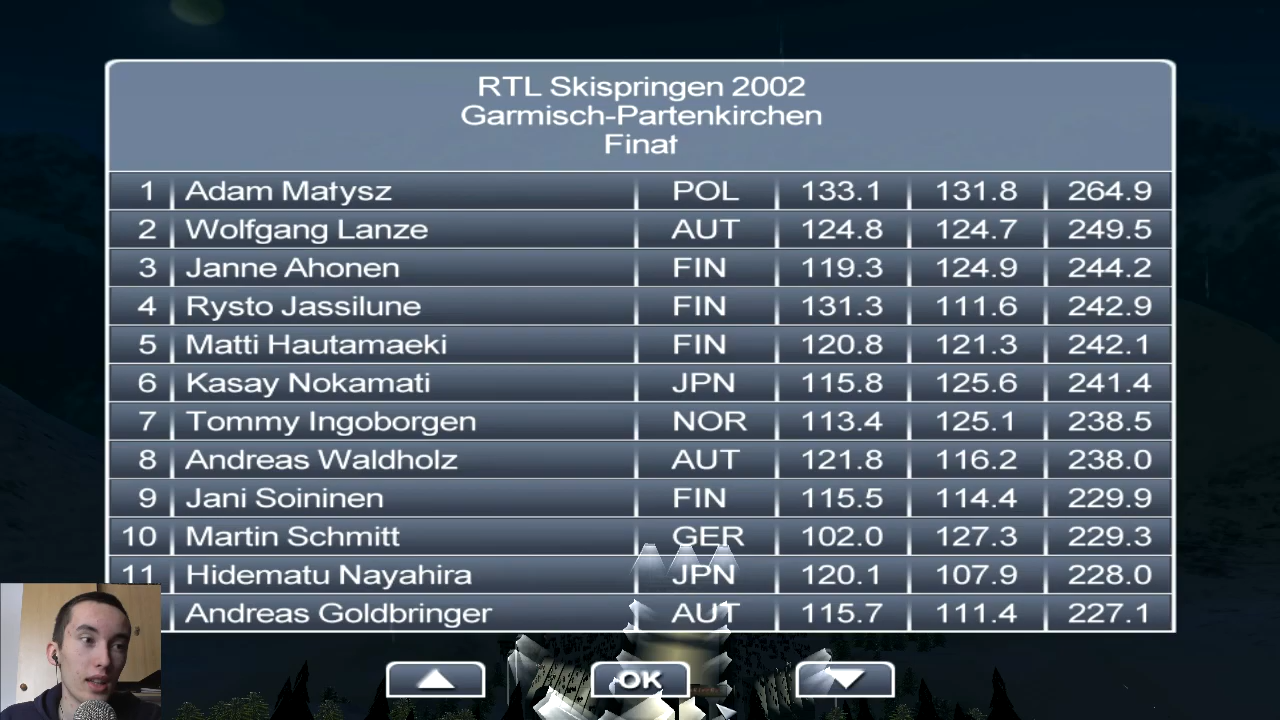 RTL Skispringen 2002
Garmisch-Partenkirchen
Finał
1 Adam Małysz POL 133.1 131.8 264.9
2 Wolfgang Lanze AUT 124.8 124.7 249.5
3 Janne Ahonen FIN 119.3 124.9 244.2
4 Rysto Jassilune FIN 131.3 111.6 242.9
5 Matti Hautamaeki FIN 120.8 121.3 242.1
6 Kasay Nokamati JPN 115.8 125.6 241.4
7 Tommy Ingoborgen NOR 113.4 125.1 238.5
8 Andreas Waldholz AUT 121.8 116.2 238.0
9 Jani Soininen FIN 115.5 114.4 229.9
10 Martin Schmitt GER 102.0 127.3 229.3
11 Hidematu Nayahira JPN 120.1 107.9 228.0
Andreas Goldbringer AUT 115.7 111.4 227.1
OK